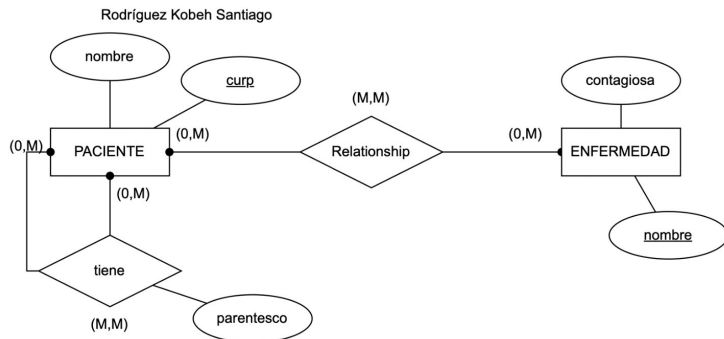 Rodríguez Kobeh Santiago
nombre
curp
contagiosa
(M,M)
(0,M)
PACIENTE
(0,M)
Relationship
(0,M)
ENFERMEDAD
(0,M)
nombre
tiene
parentesco
(M,M)